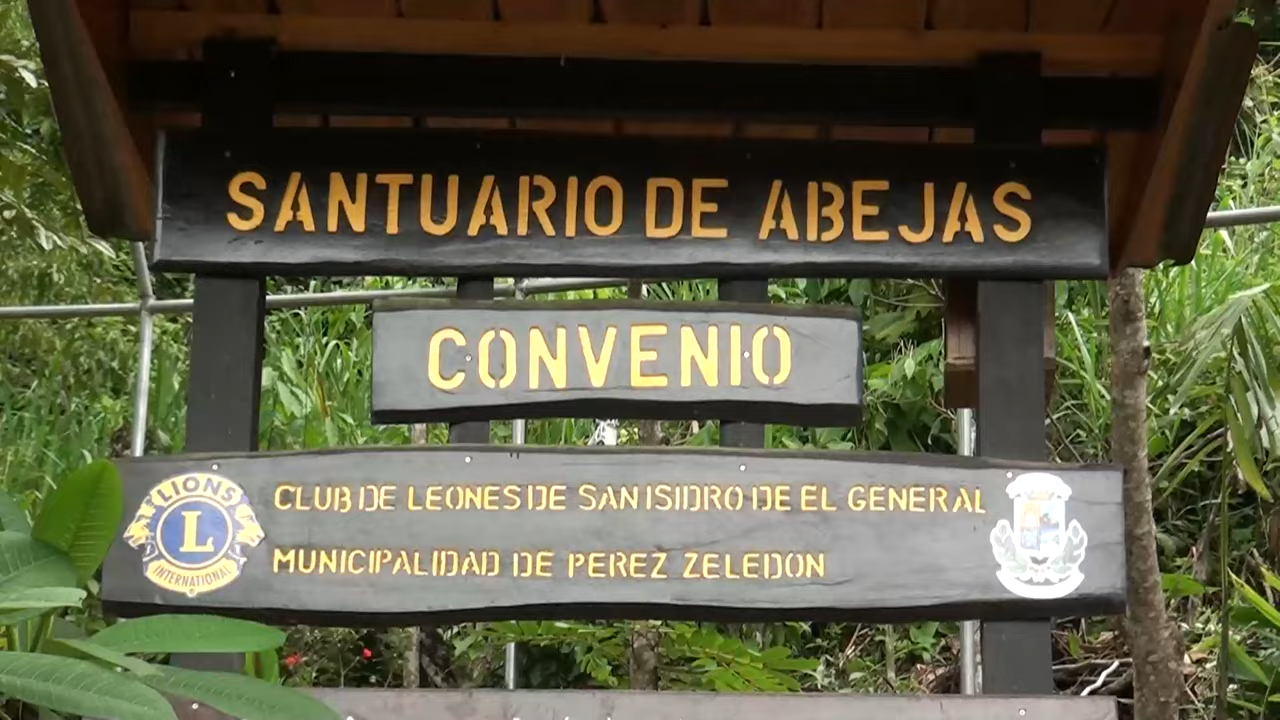 SANTUARIO DE ABEJAS
CONVENIO
LIONS
L
INTERNATIONAL
CLUB DE LEONES DE SAN ISIDRO DE EL GENERAL
MUNICIPALIDAD DE PEREZ ZELEDON